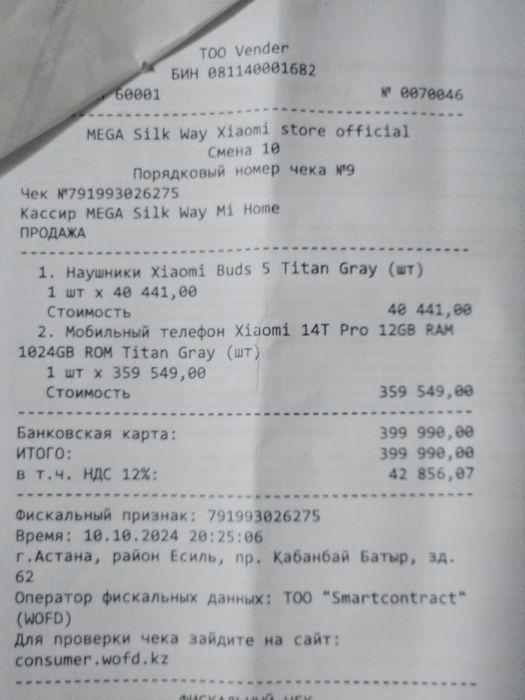 ТОО Vender
БИН 081140001682
60001 № 0070046
MEGA Silk Way Xiaomi store official
Смена 10
Порядковый номер чека №9
Чек №791993026275
Кассир MEGA Silk Way Mi Home
ПРОДАЖА
1. Наушники Xiaomi Buds 5 Titan Gray (шт)
1 шт x 40 441,00
Стоимость 40 441,00
2. Мобильный телефон Xiaomi 14T Pro 12GB RAM
1024GB ROM Titan Gray (шт)
1 шт x 359 549,00
Стоимость 359 549,00
Банковская карта: 399 990,00
ИТОГО: 399 990,00
в т.ч. НДС 12%: 42 856,07
Фискальный признак: 791993026275
Время: 10.10.2024 20:25:06
г.Астана, район Есиль, пр. Қабанбай Батыр, зд.
62
Оператор фискальных данных: ТОО "Smartcontract"
(WOFD)
Для проверки чека зайдите на сайт:
consumer.wofd.kz
ФИСКАЛЬНЫЙ ЧЕК